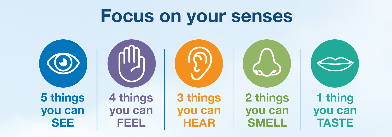 Focus on your senses
5 things
you can
SEE
4 things
you can
FEEL
3 things
you can
HEAR
2 things
you can
SMELL
1 thing
you can
TASTE